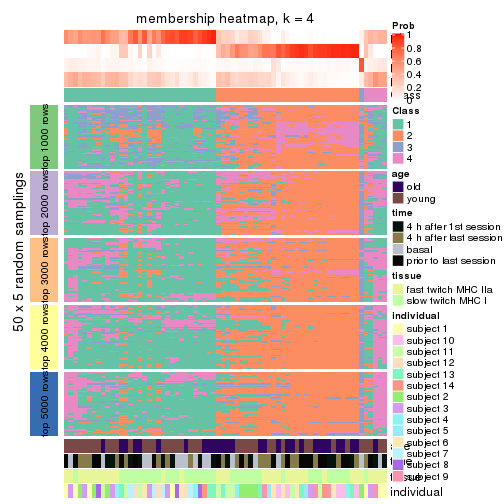 membership heatmap, k = 4
50 x 5 random samplings
top 1000 rows
top 2000 rows
top 3000 rows
top 4000 rows
top 5000 rows
Prob
1
0.8
0.6
0.4
0.2
0
Class
1
2
3
4
age
old
young
time
4 h after 1st session
4 h after last session
basal
prior to last session
tissue
fast twitch MHC IIa
slow twitch MHC I
individual
subject 1
subject 10
subject 11
subject 12
subject 13
subject 14
subject 2
subject 3
subject 4
subject 5
subject 6
subject 7
subject 8
subject 9
individual